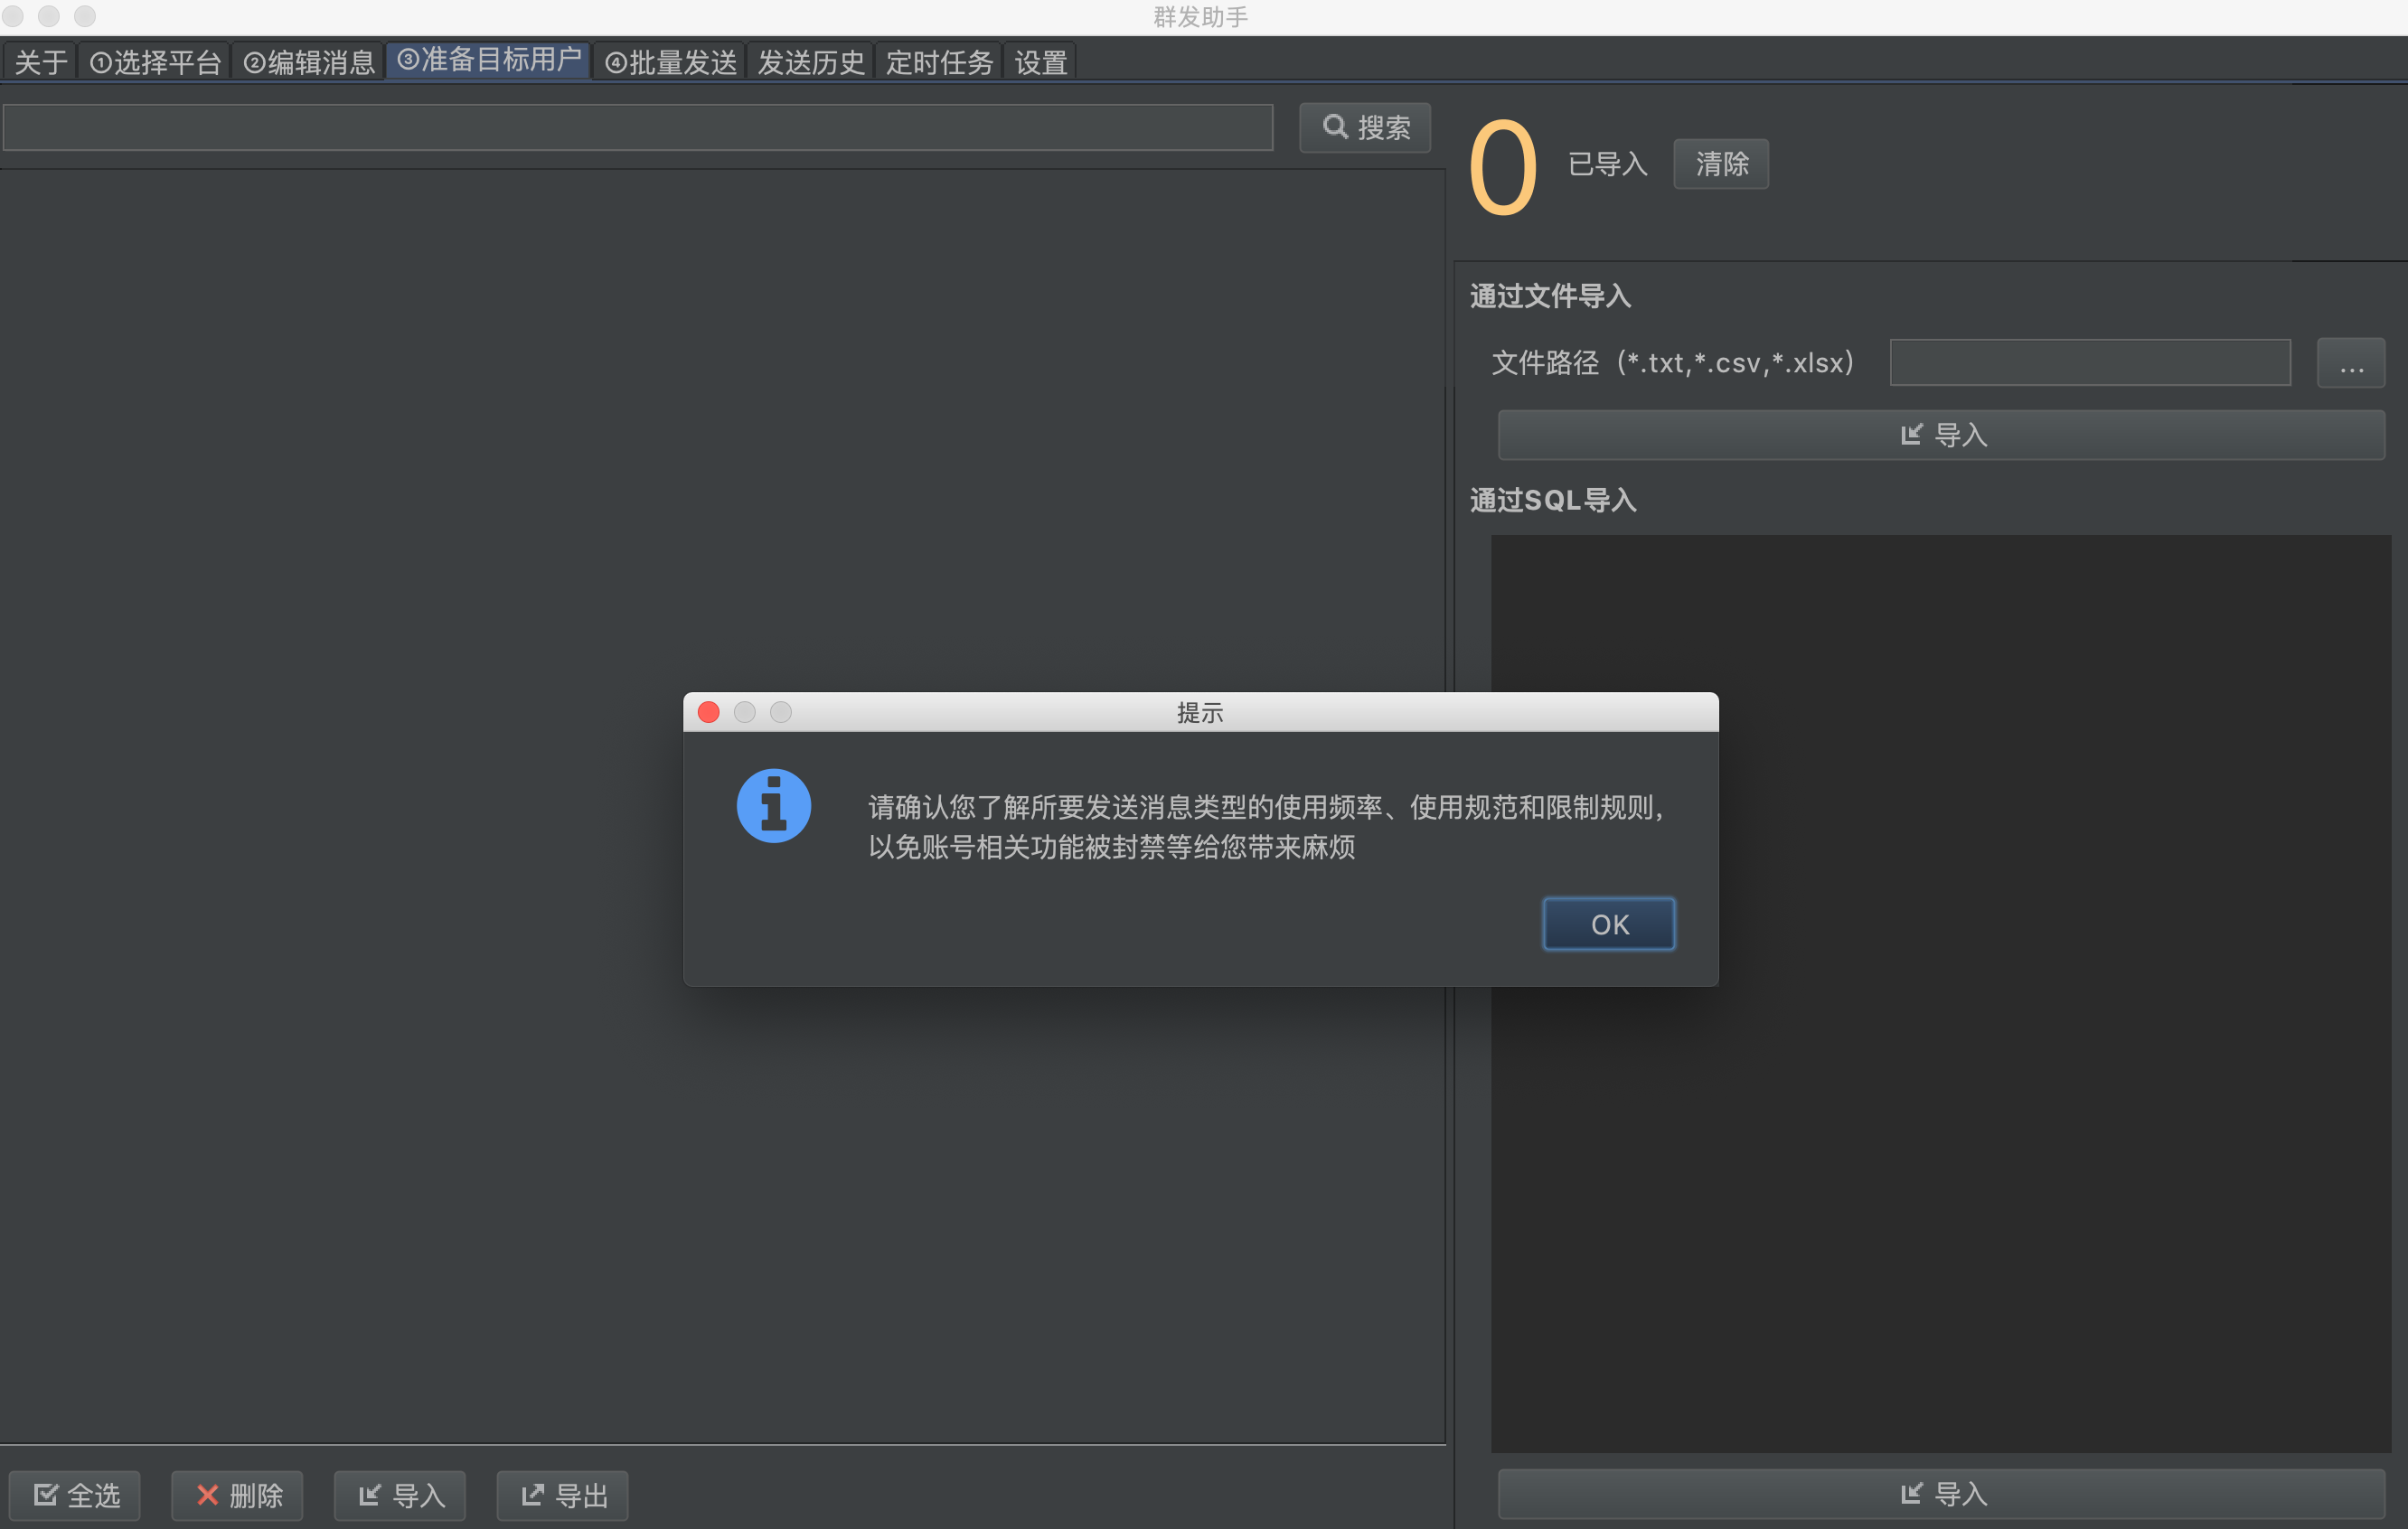 群发助手
关于 ①选择平台 ②编辑消息 ③准备目标用户 ④批量发送 发送历史 定时任务 设置
搜索
0 已导入 清除
通过文件导入
文件路径（*.txt,*.csv,*.xlsx） ...
导入
通过SQL导入
提示
请确认您了解所要发送消息类型的使用频率、使用规范和限制规则，
以免账号相关功能被封禁等给您带来麻烦
OK
全选 删除 导入 导出
导入